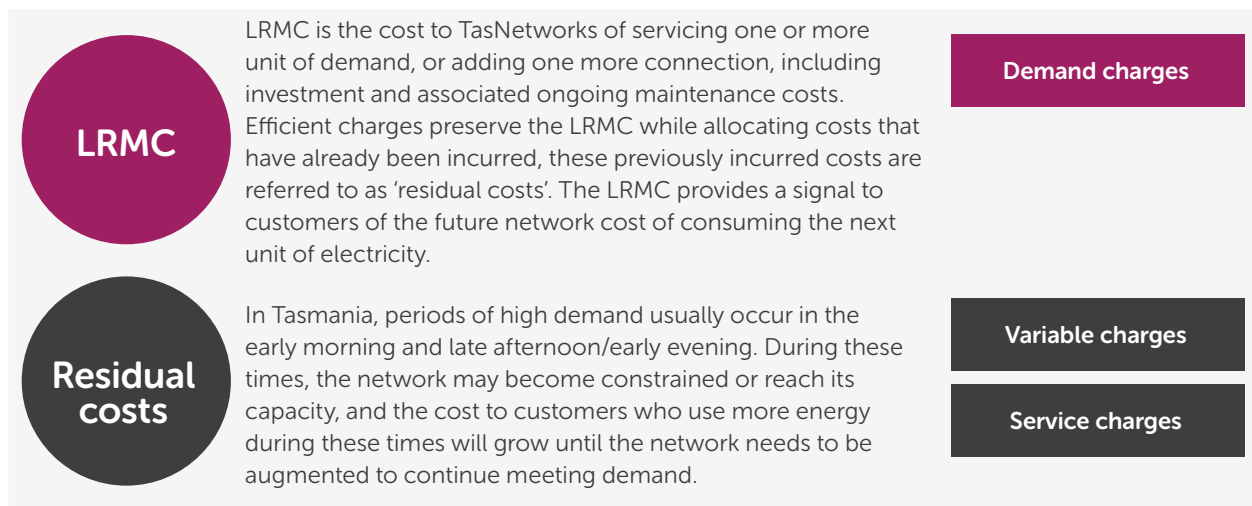 LRMC
LRMC is the cost to TasNetworks of servicing one or more
unit of demand, or adding one more connection, including
investment and associated ongoing maintenance costs.
Efficient charges preserve the LRMC while allocating costs that
have already been incurred, these previously incurred costs are
referred to as ‘residual costs’. The LRMC provides a signal to
customers of the future network cost of consuming the next
unit of electricity.
Demand charges
Residual
costs
In Tasmania, periods of high demand usually occur in the
early morning and late afternoon/early evening. During these
times, the network may become constrained or reach its
capacity, and the cost to customers who use more energy
during these times will grow until the network needs to be
augmented to continue meeting demand.
Variable charges
Service charges